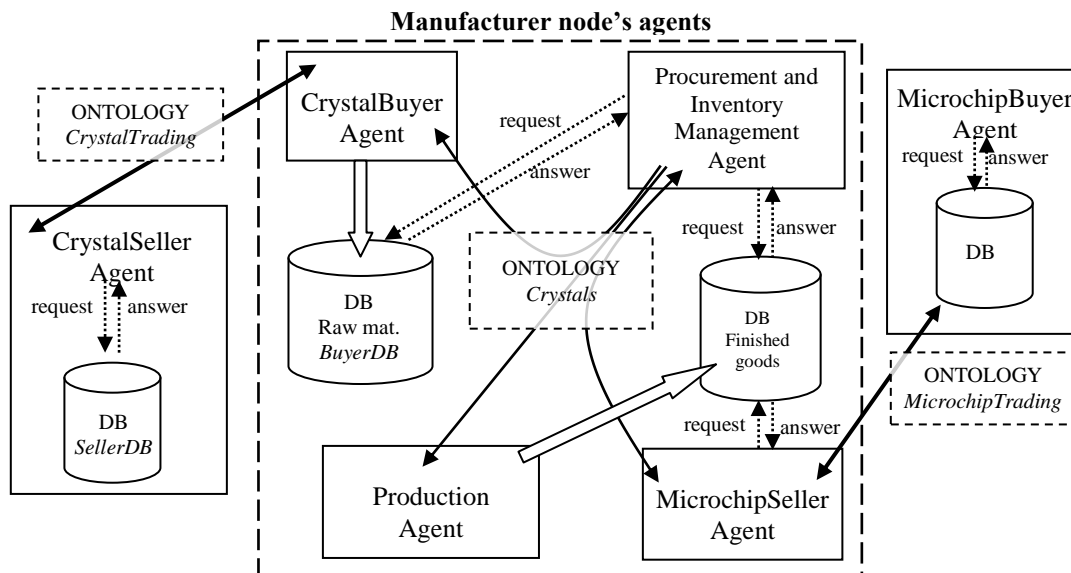 Manufacturer node's agents
ONTOLOGY
CrystalTrading
CrystalSeller
Agent
request
answer
DB
SellerDB
CrystalBuyer
Agent
request
answer
DB
Raw mat.
BuyerDB
Procurement and
Inventory
Management
Agent
request
answer
ONTOLOGY
Crystals
DB
Finished
goods
request
answer
Production
Agent
MicrochipSeller
Agent
MicrochipBuyer
Agent
request
answer
DB
ONTOLOGY
MicrochipTrading